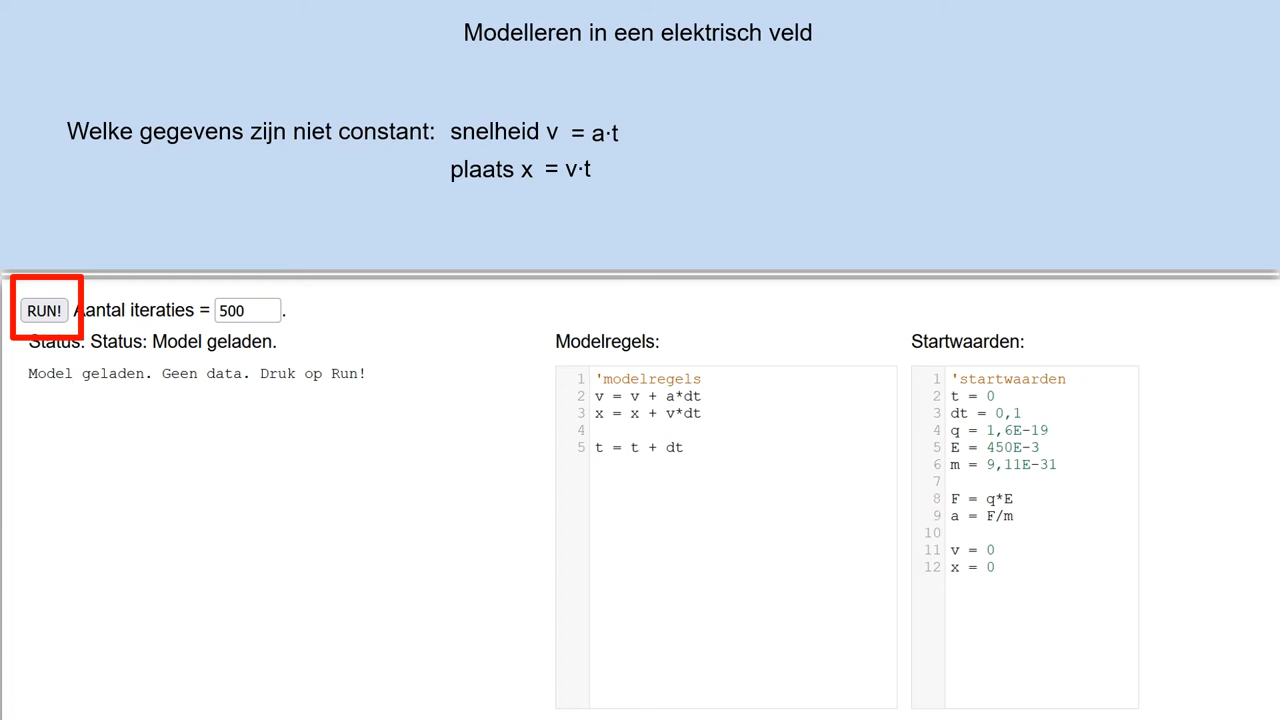 Modelleren in een elektrisch veld
Welke gegevens zijn niet constant: snelheid v = a·t
plaats x = v·t
RUN! Aantal iteraties = 500 .
Status: Status: Model geladen.
Model geladen. Geen data. Druk op Run!
Modelregels:
1 'modelregels
2 v = v + a*dt
3 x = x + v*dt
4
5 t = t + dt
Startwaarden:
1 'startwaarden
2 t = 0
3 dt = 0,1
4 q = 1,6E-19
5 E = 450E-3
6 m = 9,11E-31
7
8 F = q*E
9 a = F/m
10
11 v = 0
12 x = 0